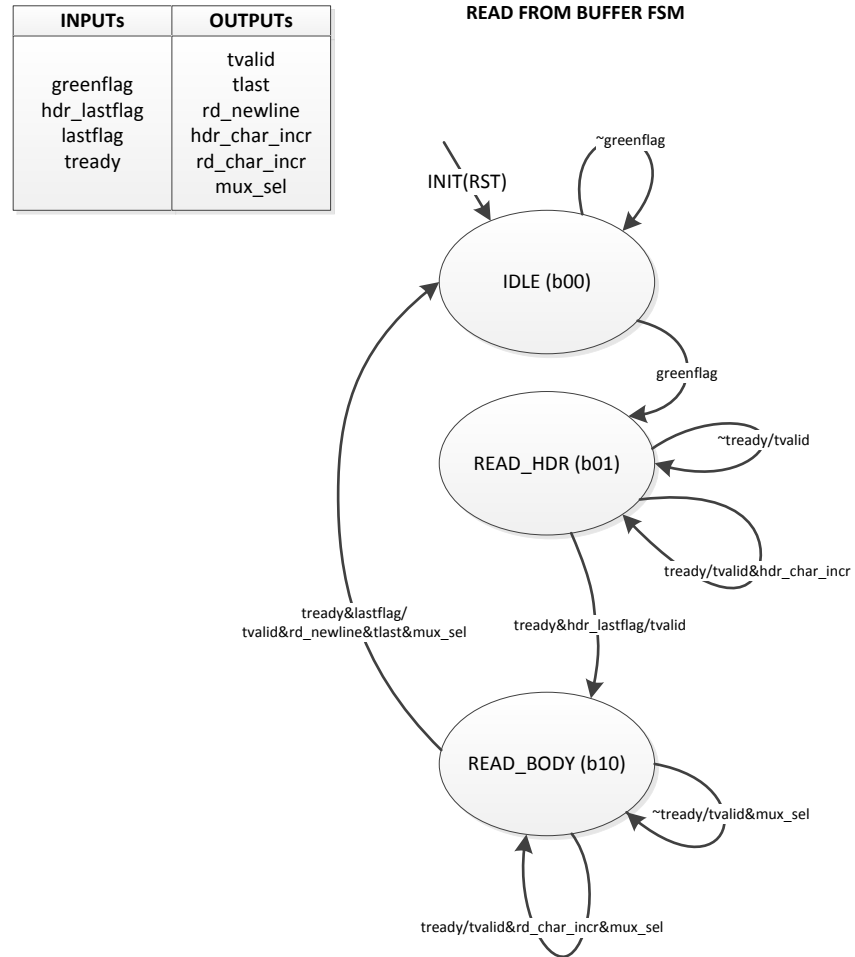 READ FROM BUFFER FSM
INPUTs
OUTPUTs
greenflag
hdr_lastflag
lastflag
tready
tvalid
tlast
rd_newline
hdr_char_incr
rd_char_incr
mux_sel
~greenflag
INIT(RST)
IDLE (b00)
greenflag
READ_HDR (b01)
~tready/tvalid
tready/tvalid&hdr_char_incr
tready&lastflag/
tvalid&rd_newline&tlast&mux_sel
tready&hdr_lastflag/tvalid
READ_BODY (b10)
~tready/tvalid&mux_sel
tready/tvalid&rd_char_incr&mux_sel